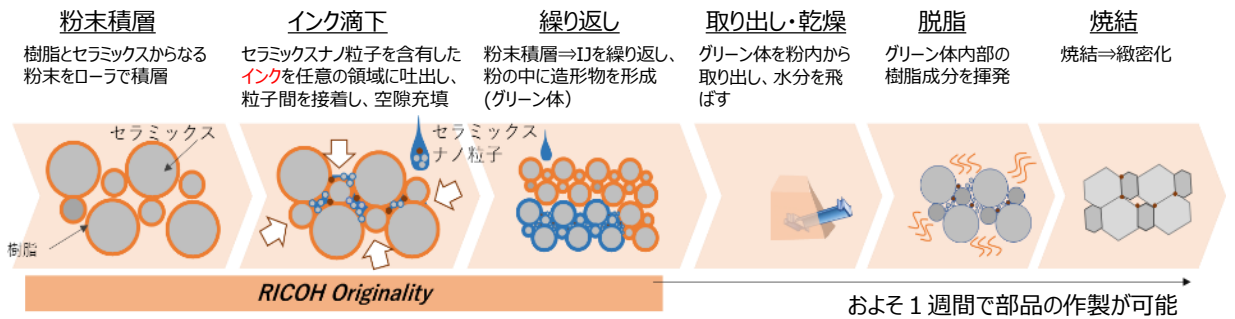 粉末積層
樹脂とセラミックスからなる
粉末をローラで積層
インク滴下
セラミックスナノ粒子を含有した
インクを任意の領域に吐出し、
粒子間を接着し、空隙充填
繰り返し
粉末積層⇒IJを繰り返し、
粉の中に造形物を形成
(グリーン体)
取り出し・乾燥
グリーン体を粉内から
取り出し、水分を飛
ばす
脱脂
グリーン体内部の
樹脂成分を揮発
焼結
焼結⇒緻密化
セラミックス
樹脂
セラミックス
ナノ粒子
RICOH Originality
およそ１週間で部品の作製が可能